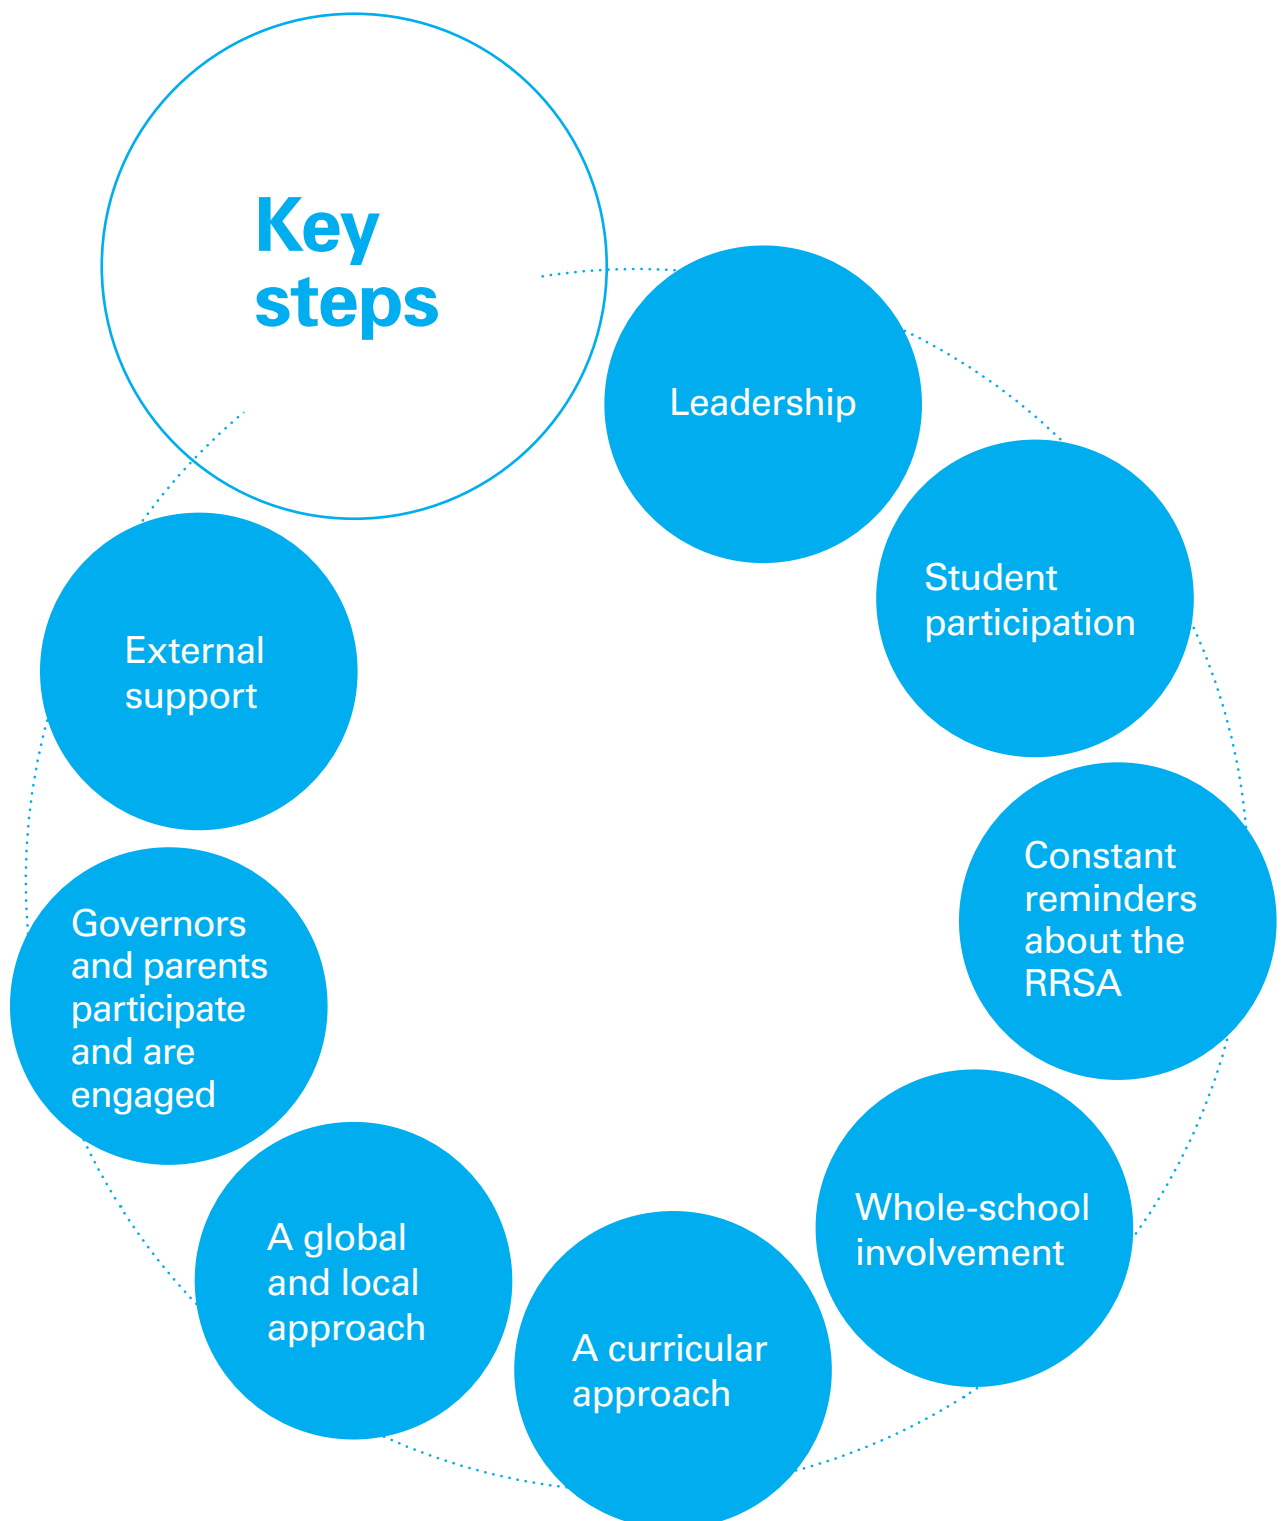 Key
steps
Leadership
Student
participation
Constant
reminders
about the
RRSA
Whole-school
involvement
A curricular
approach
A global
and local
approach
Governors
and parents
participate
and are
engaged
External
support